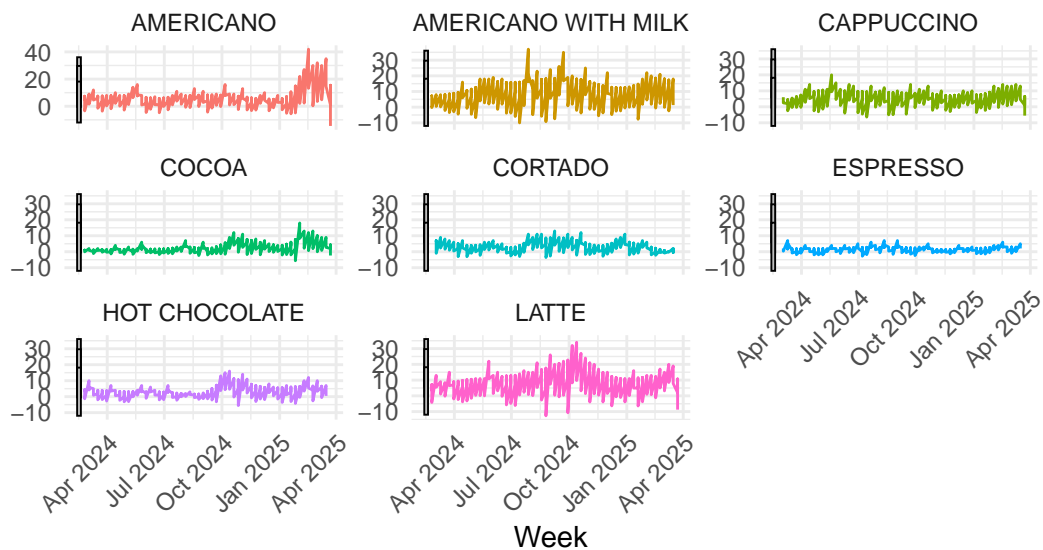 AMERICANO
AMERICANO WITH MILK
CAPPUCCINO
40
20
0
30
20
10
0
−10
30
20
10
0
−10
COCOA
CORTADO
ESPRESSO
30
20
10
0
−10
30
20
10
0
−10
30
20
10
0
−10
Apr 2024
Jul 2024
Oct 2024
Jan 2025
Apr 2025
HOT CHOCOLATE
LATTE
30
20
10
0
−10
30
20
10
0
−10
Apr 2024
Jul 2024
Oct 2024
Jan 2025
Apr 2025
Apr 2024
Jul 2024
Oct 2024
Jan 2025
Apr 2025
Week